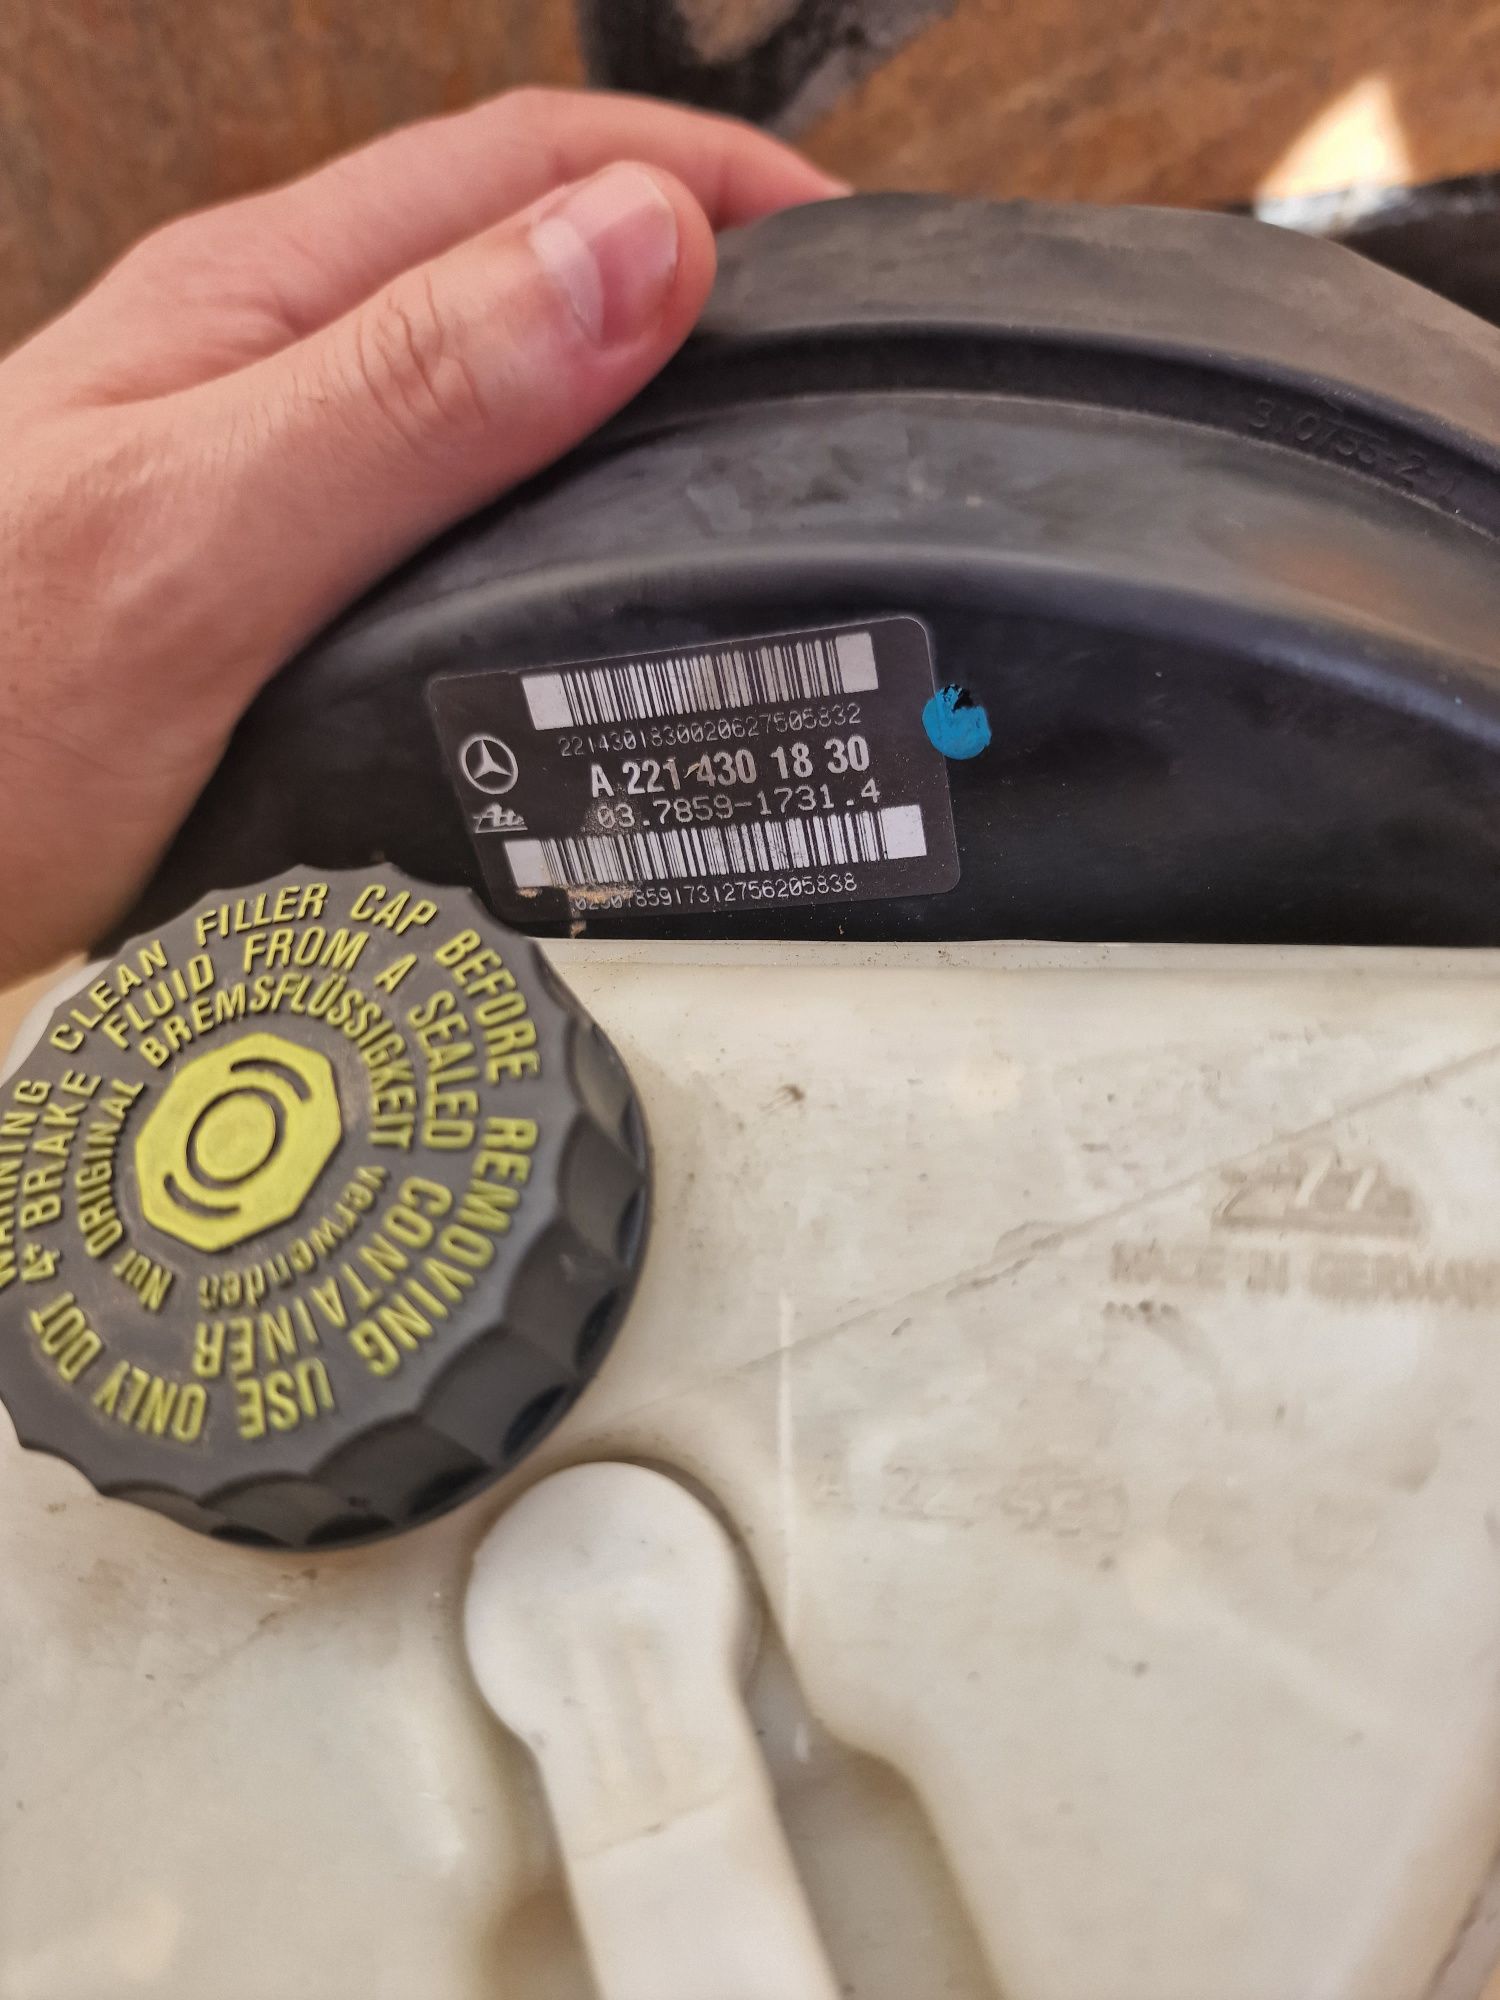 2214301830020627505832
A 221 430 18 30
Ate
03.7859-1731.4
WARNING CLEAN FILLER CAP BEFORE REMOVING USE ONLY DOT
4+ BRAKE FLUID FROM A SEALED CONTAINER
Nur ORIGINAL BREMSFLÜSSIGKEIT verwenden
MADE IN GERMANY